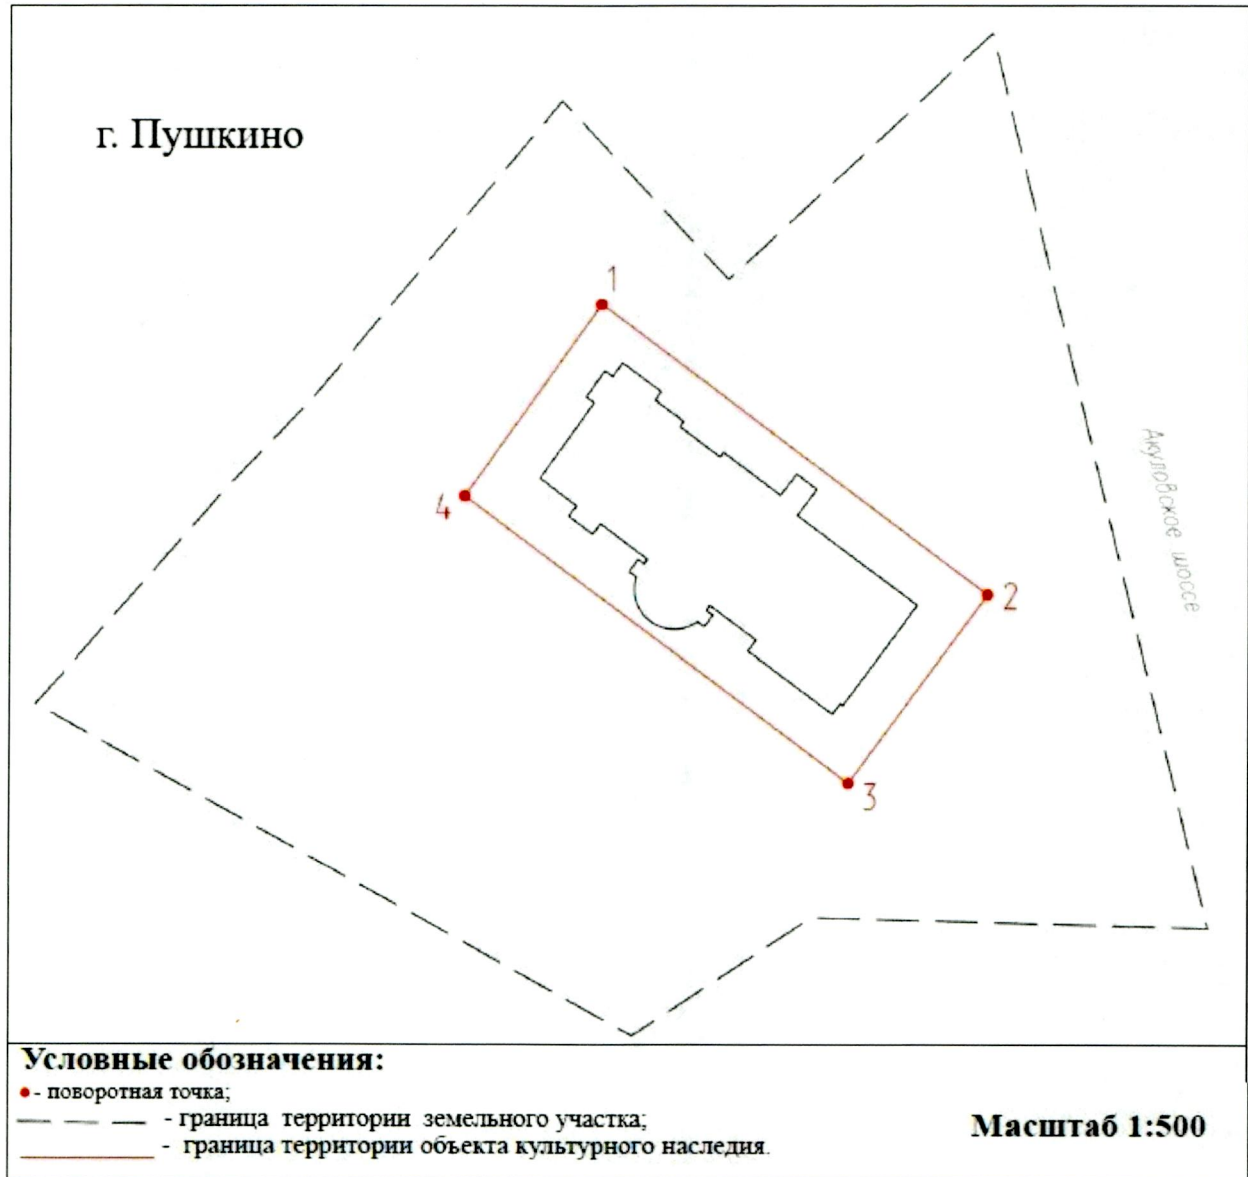 г. Пушкино
1
Акуловское шоссе
4
2
3
Условные обозначения:
- поворотная точка;
- граница территории земельного участка;
- граница территории объекта культурного наследия.
Масштаб 1:500